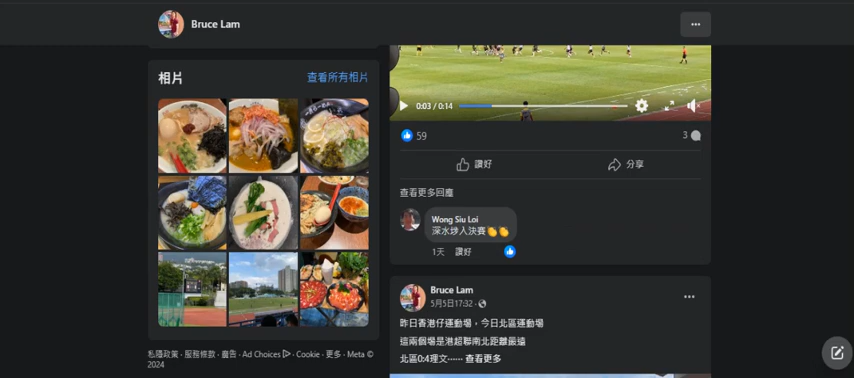 Bruce Lam
相片
查看所有相片
私隱政策 · 服務條款 · 廣告 · Ad Choices · Cookie · 更多 · Meta ©
2024
0:03 / 0:14
59
3
讚好
分享
查看更多回應
Wong Siu Loi
深水埗入決賽👏👏
1天 讚好
Bruce Lam
5月5日17:32 ·
昨日香港仔運動場，今日北區運動場
這兩個場是港超聯南北距離最遠
北區0:4理文…… 查看更多